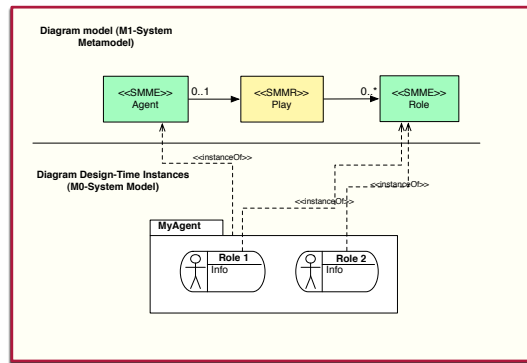 Diagram model (M1-System
Metamodel)
<<SMME>>
Agent
0..1
<<SMMR>>
Play
0..*
<<SMME>>
Role
<<instanceOf>>
Diagram Design-Time Instances
(M0-System Model)
<<instanceOf>>
<<instanceOf>>
MyAgent
Role 1
Info
Role 2
Info